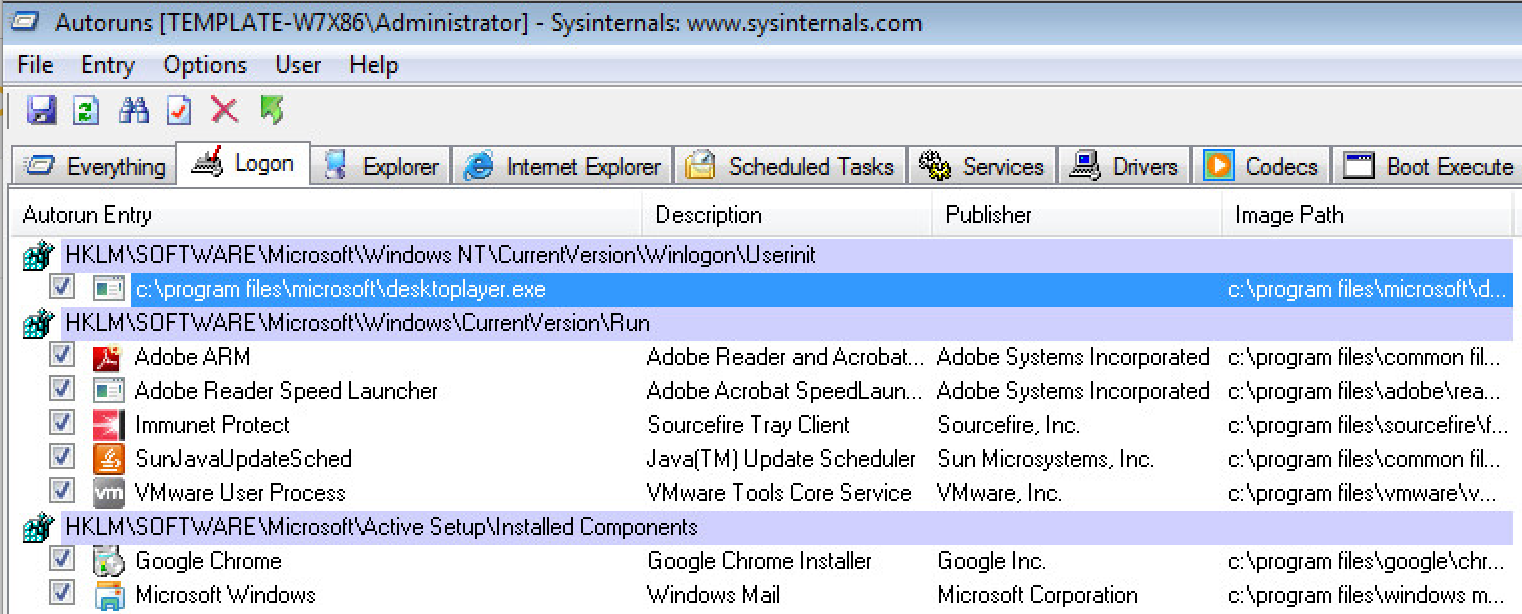 Autoruns [TEMPLATE-W7X86\Administrator] - Sysinternals: www.sysinternals.com
File Entry Options User Help
Everything Logon Explorer Internet Explorer Scheduled Tasks Services Drivers Codecs Boot Execute
Autorun Entry Description Publisher Image Path
HKLM\SOFTWARE\Microsoft\Windows NT\CurrentVersion\Winlogon\Userinit
c:\program files\microsoft\desktoplayer.exe c:\program files\microsoft\d...
HKLM\SOFTWARE\Microsoft\Windows\CurrentVersion\Run
Adobe ARM Adobe Reader and Acrobat... Adobe Systems Incorporated c:\program files\common fil...
Adobe Reader Speed Launcher Adobe Acrobat SpeedLaun... Adobe Systems Incorporated c:\program files\adobe\rea...
Immunet Protect Sourcefire Tray Client Sourcefire, Inc. c:\program files\sourcefire\f...
SunJavaUpdateSched Java(TM) Update Scheduler Sun Microsystems, Inc. c:\program files\common fil...
vm VMware User Process VMware Tools Core Service VMware, Inc. c:\program files\vmware\v...
HKLM\SOFTWARE\Microsoft\Active Setup\Installed Components
Google Chrome Google Chrome Installer Google Inc. c:\program files\google\chr...
Microsoft Windows Windows Mail Microsoft Corporation c:\program files\windows m...